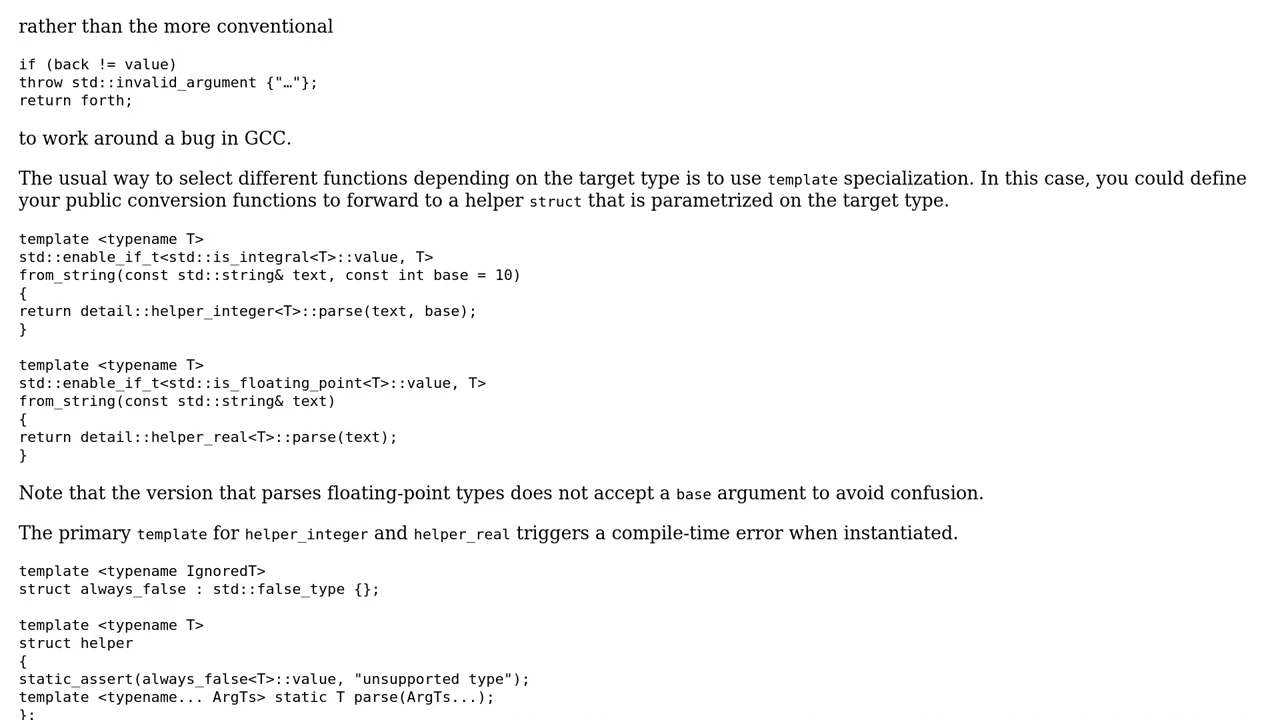 rather than the more conventional
if (back != value)
throw std::invalid_argument {"…"};
return forth;
to work around a bug in GCC.
The usual way to select different functions depending on the target type is to use template specialization. In this case, you could define
your public conversion functions to forward to a helper struct that is parametrized on the target type.
template <typename T>
std::enable_if_t<std::is_integral<T>::value, T>
from_string(const std::string& text, const int base = 10)
{
return detail::helper_integer<T>::parse(text, base);
}
template <typename T>
std::enable_if_t<std::is_floating_point<T>::value, T>
from_string(const std::string& text)
{
return detail::helper_real<T>::parse(text);
}
Note that the version that parses floating-point types does not accept a base argument to avoid confusion.
The primary template for helper_integer and helper_real triggers a compile-time error when instantiated.
template <typename IgnoredT>
struct always_false : std::false_type {};
template <typename T>
struct helper
{
static_assert(always_false<T>::value, "unsupported type");
template <typename... ArgTs> static T parse(ArgTs...);
};